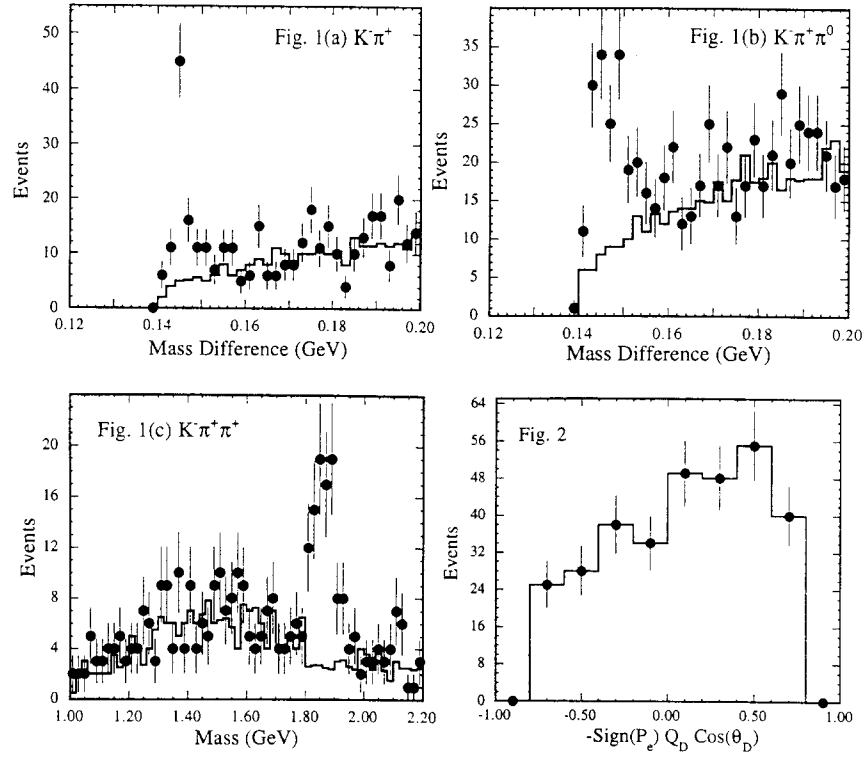 Fig. 1(a) K⁻π⁺
50
40
30
20
10
0
Events
0.12 0.14 0.16 0.18 0.20
Mass Difference (GeV)
Fig. 1(b) K⁻π⁺π⁰
35
30
25
20
15
10
5
0
Events
0.12 0.14 0.16 0.18 0.20
Mass Difference (GeV)
Fig. 1(c) K⁻π⁺π⁺
20
16
12
8
4
0
Events
1.00 1.20 1.40 1.60 1.80 2.00 2.20
Mass (GeV)
Fig. 2
64
56
48
40
32
24
16
8
0
Events
-1.00 -0.50 0.00 0.50 1.00
-Sign(Pₑ) Q_D Cos(θ_D)